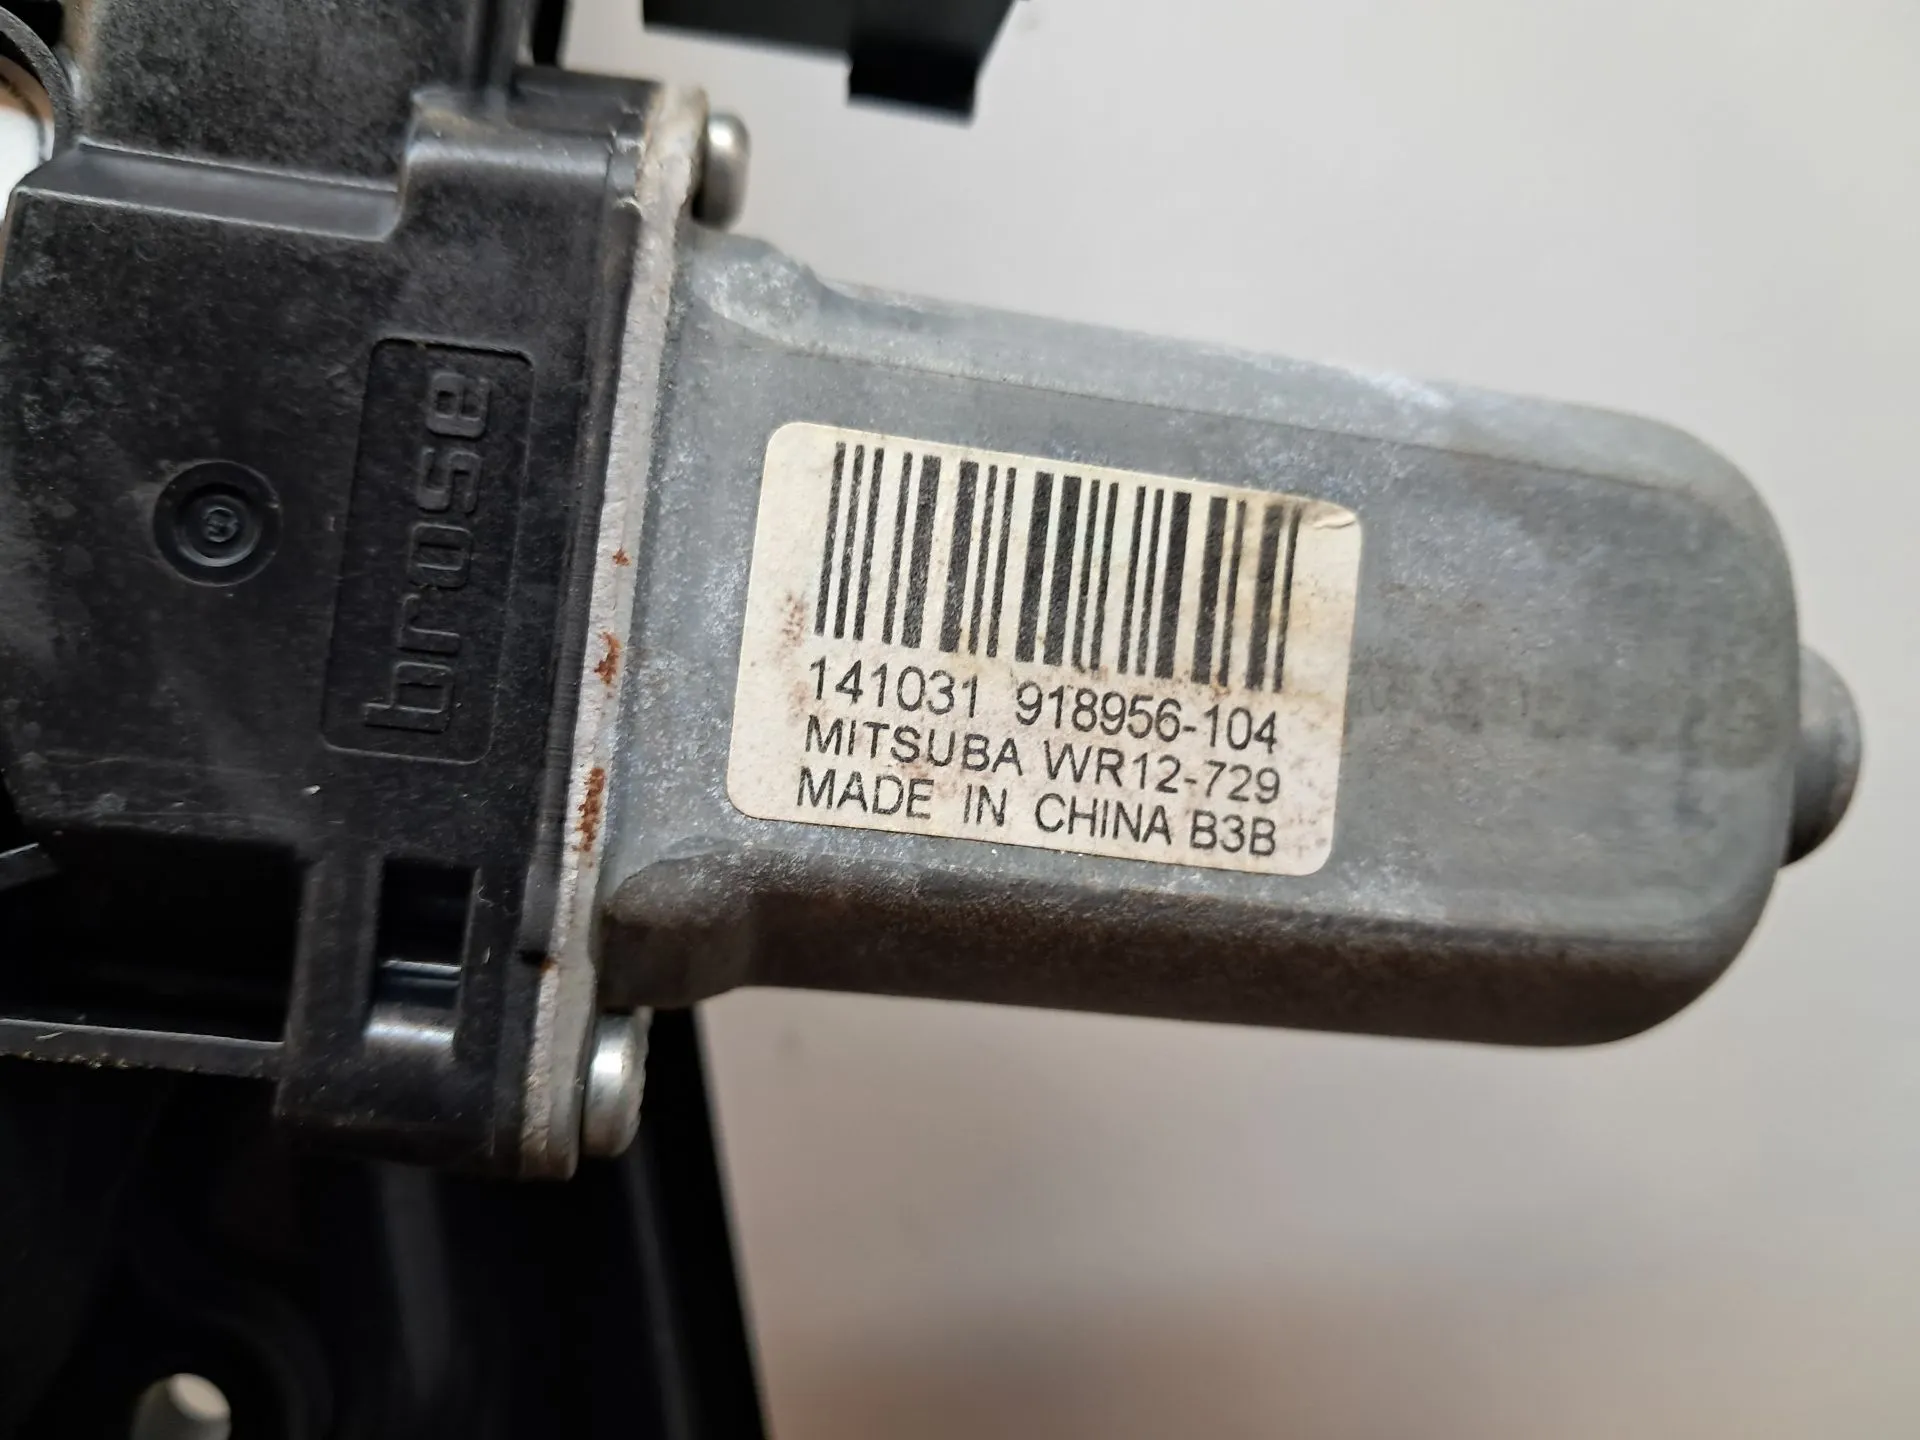 brose
141031 918956-104
MITSUBA WR12-729
MADE IN CHINA B3B